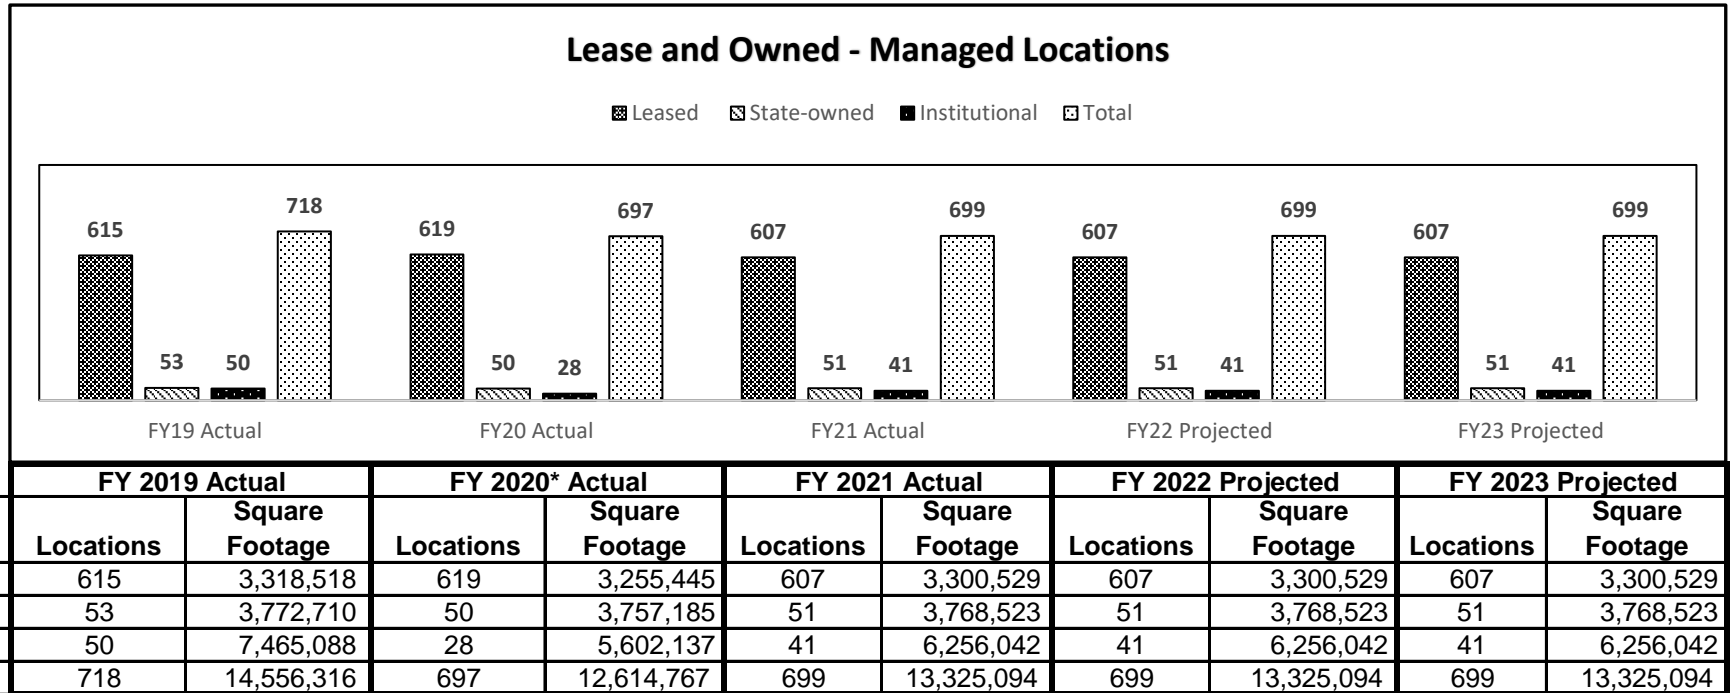 Lease and Owned - Managed Locations
Leased State-owned Institutional Total
615 53 50 718 619 50 28 697 607 51 41 699 607 51 41 699 607 51 41 699
FY19 Actual FY20 Actual FY21 Actual FY22 Projected FY23 Projected
FY 2019 Actual FY 2020* Actual FY 2021 Actual FY 2022 Projected FY 2023 Projected
Locations Square Footage Locations Square Footage Locations Square Footage Locations Square Footage Locations Square Footage
615 3,318,518 619 3,255,445 607 3,300,529 607 3,300,529 607 3,300,529
53 3,772,710 50 3,757,185 51 3,768,523 51 3,768,523 51 3,768,523
50 7,465,088 28 5,602,137 41 6,256,042 41 6,256,042 41 6,256,042
718 14,556,316 697 12,614,767 699 13,325,094 699 13,325,094 699 13,325,094